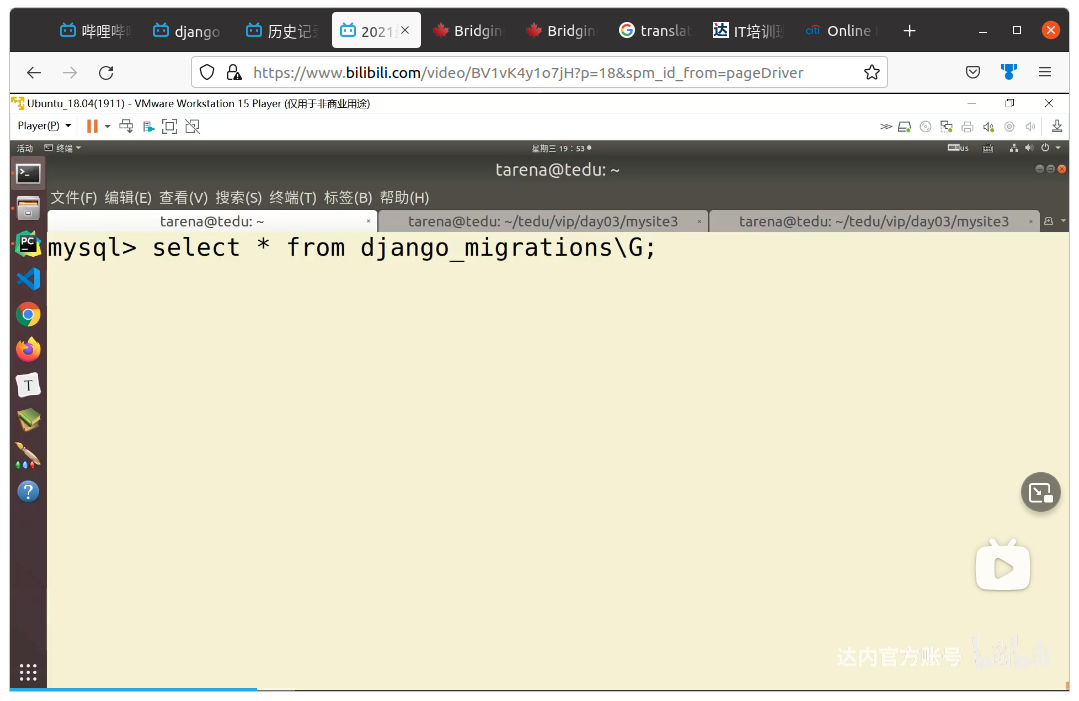 哔哩哔哩 django 历史记录 2021 Bridgin Bridgin translat IT培训班 Online
https://www.bilibili.com/video/BV1vK4y1o7jH?p=18&spm_id_from=pageDriver
Ubuntu_18.04(1911) - VMware Workstation 15 Player (仅用于非商业用途)
Player(P)
活动 终端 星期三 19：53 us
tarena@tedu: ~
文件(F) 编辑(E) 查看(V) 搜索(S) 终端(T) 标签(B) 帮助(H)
tarena@tedu: ~ tarena@tedu: ~/tedu/vip/day03/mysite3 tarena@tedu: ~/tedu/vip/day03/mysite3
mysql> select * from django_migrations\G;
达内官方账号